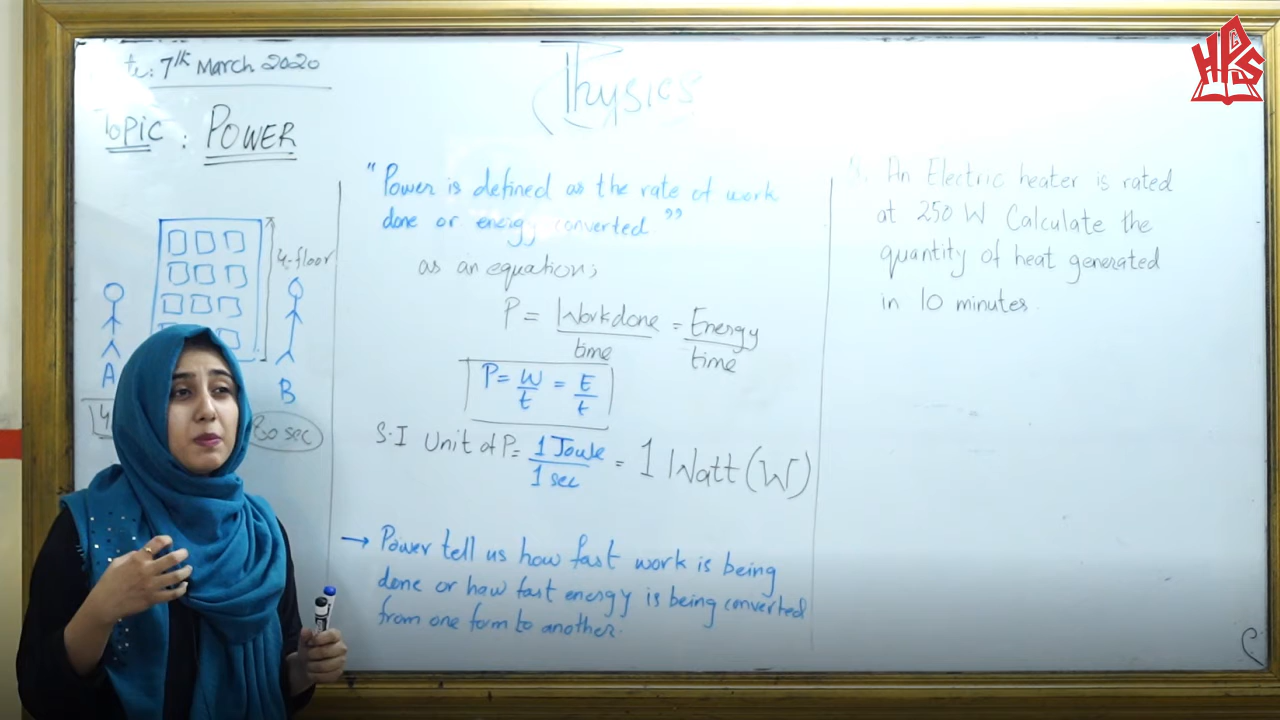 7th March 2020
Topic : POWER
Physics
4-floor
A
B
"Power is defined as the rate of work
done or energy converted."
as an equation;
P = Workdone / time = Energy / time
P = W/t = E/t
S.I Unit of P = 1 Joule / 1 sec = 1 Watt (W)
→ Power tell us how fast work is being
done or how fast energy is being converted
from one form to another.
An Electric heater is rated
at 250 W Calculate the
quantity of heat generated
in 10 minutes.
HPSS